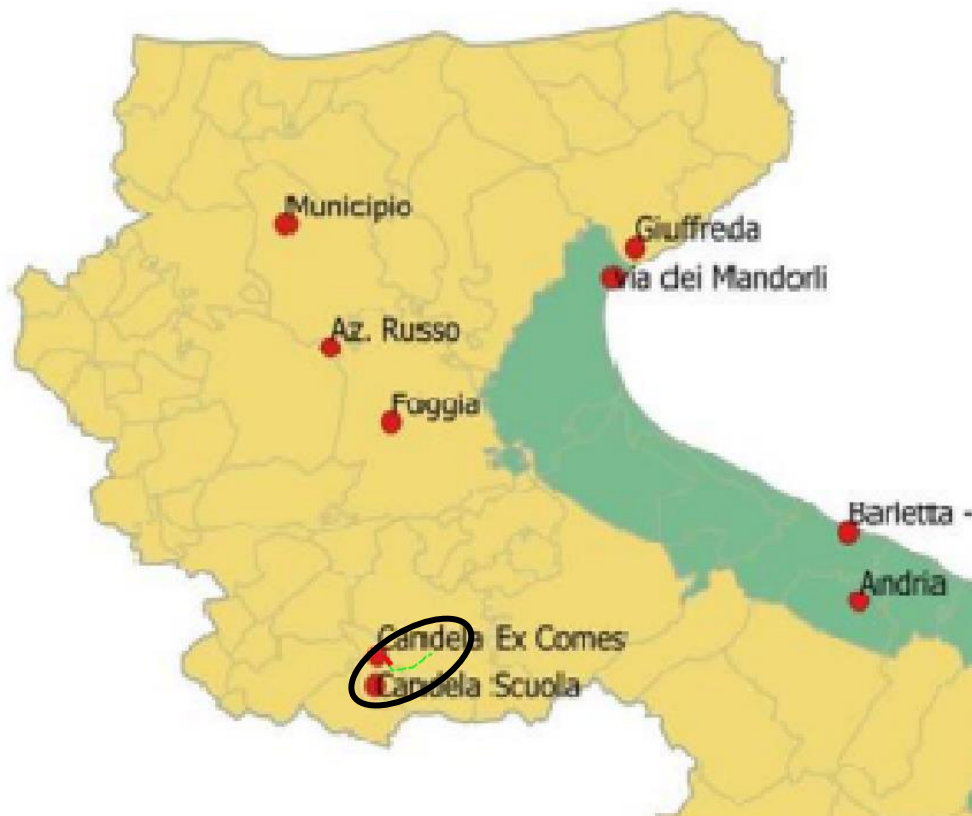 Municipio
Giuffreda
via dei Mandorli
Az. Russo
Foggia
Barletta -
Andria
Candela Ex Comes
Candela Scuola